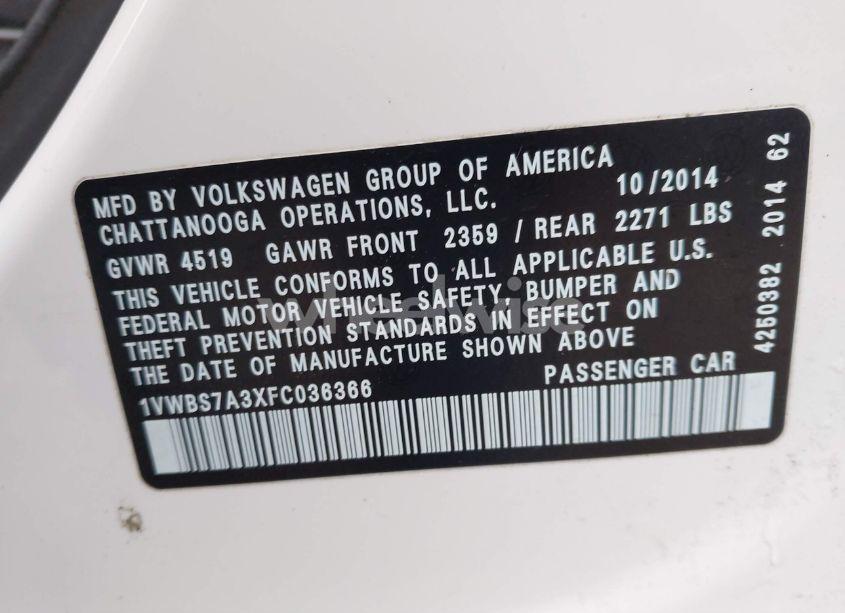 MFD BY VOLKSWAGEN GROUP OF AMERICA
CHATTANOOGA OPERATIONS, LLC. 10/2014
GVWR 4519 GAWR FRONT 2359 / REAR 2271 LBS
THIS VEHICLE CONFORMS TO ALL APPLICABLE U.S.
FEDERAL MOTOR VEHICLE SAFETY, BUMPER AND
THEFT PREVENTION STANDARDS IN EFFECT ON
THE DATE OF MANUFACTURE SHOWN ABOVE
1VWBS7A3XFC036366 PASSENGER CAR
4250382 2014 62
wheelwise